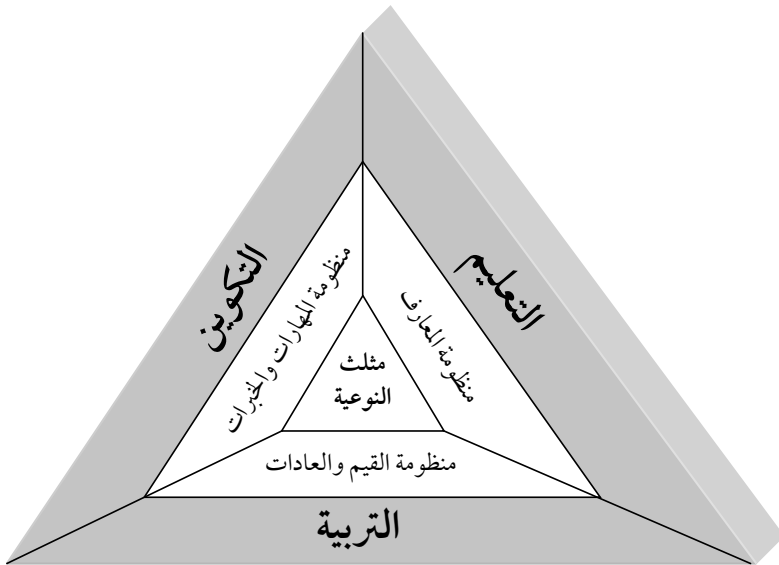 التكوين
التعليم
منظومة المهارات والخبرات
منظومة المعارف
مثلث
النوعية
منظومة القيم والعادات
التربية